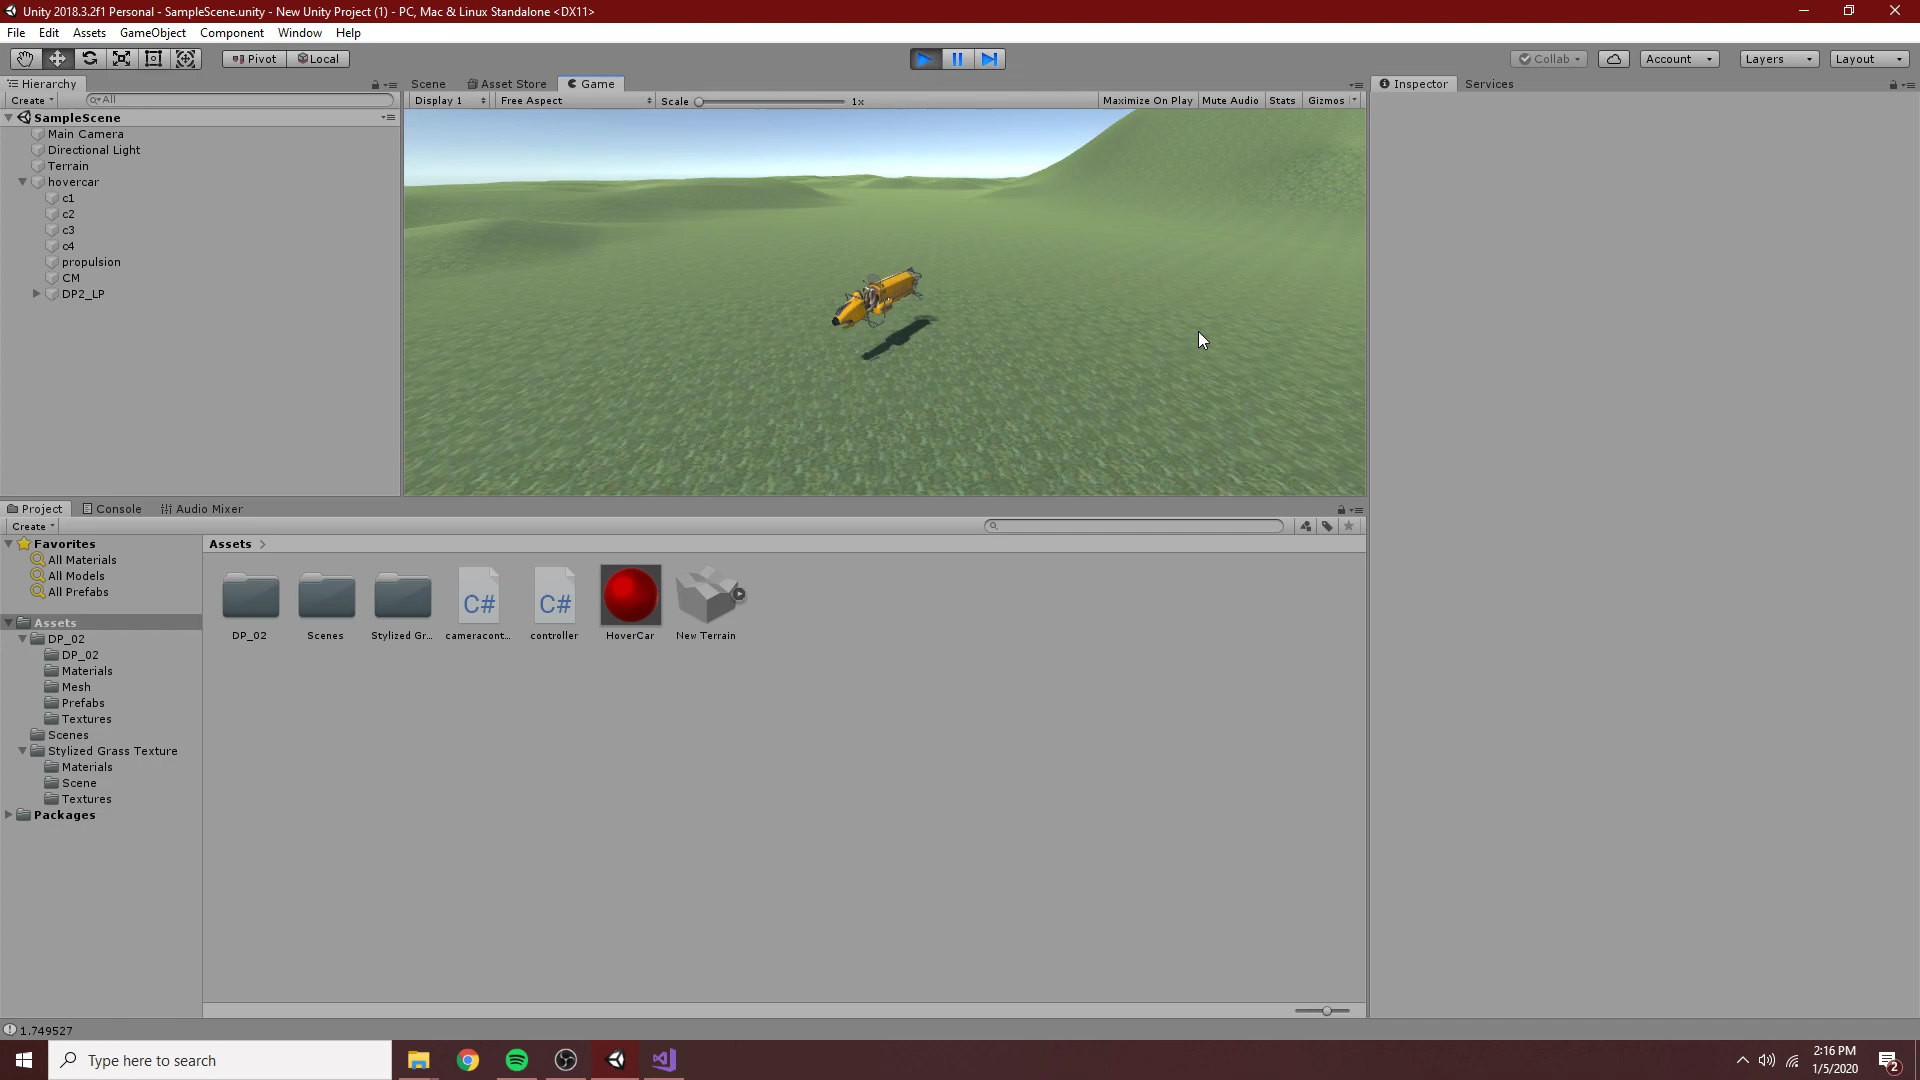 Unity 2018.3.2f1 Personal - SampleScene.unity - New Unity Project (1) - PC, Mac & Linux Standalone <DX11>
File Edit Assets GameObject Component Window Help
Pivot Local Collab Account Layers Layout
Hierarchy Scene Asset Store Game Inspector Services
Create All Display 1 Free Aspect Scale 1x Maximize On Play Mute Audio Stats Gizmos
SampleScene
Main Camera
Directional Light
Terrain
hovercar
c1
c2
c3
c4
propulsion
CM
DP2_LP
Project Console Audio Mixer
Create
Favorites
All Materials
All Models
All Prefabs
Assets
DP_02
DP_02
Materials
Mesh
Prefabs
Textures
Scenes
Stylized Grass Texture
Materials
Scene
Textures
Packages
Assets >
C# C#
DP_02 Scenes Stylized Gr... cameracont... controller HoverCar New Terrain
1.749527
Type here to search
2:16 PM
1/5/2020
2